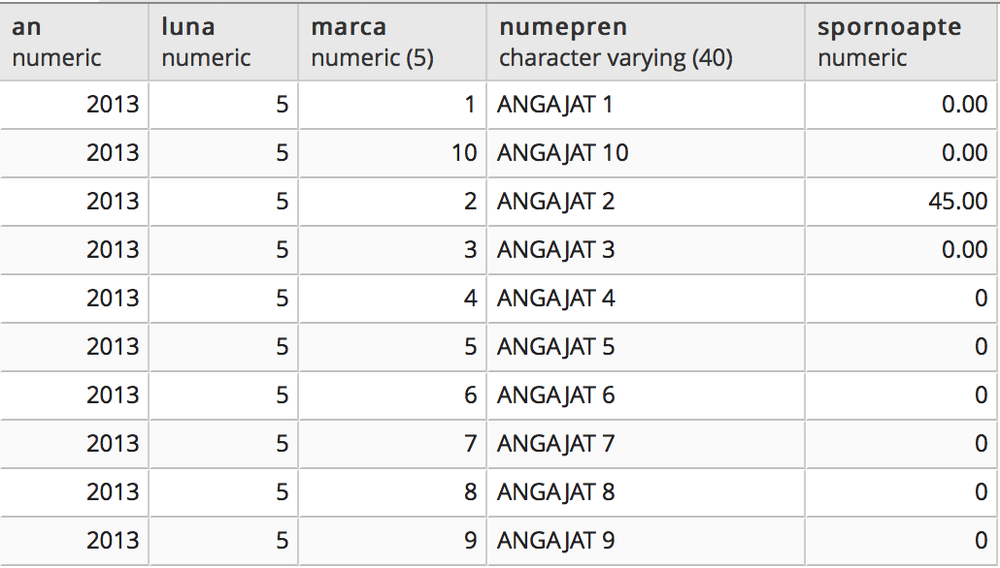 an luna marca numepren spornoapte
numeric numeric numeric (5) character varying (40) numeric
2013 5 1 ANGAJAT 1 0.00
2013 5 10 ANGAJAT 10 0.00
2013 5 2 ANGAJAT 2 45.00
2013 5 3 ANGAJAT 3 0.00
2013 5 4 ANGAJAT 4 0
2013 5 5 ANGAJAT 5 0
2013 5 6 ANGAJAT 6 0
2013 5 7 ANGAJAT 7 0
2013 5 8 ANGAJAT 8 0
2013 5 9 ANGAJAT 9 0